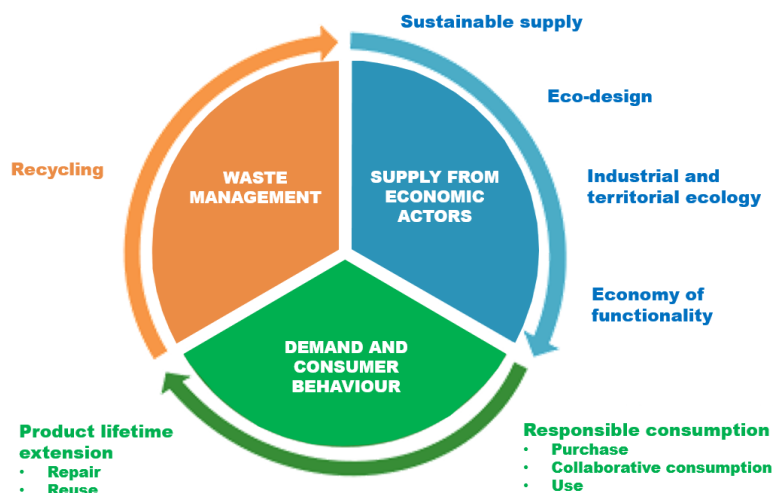 Sustainable supply
Eco-design
Industrial and
territorial ecology
Economy of
functionality
Recycling
WASTE
MANAGEMENT
SUPPLY FROM
ECONOMIC
ACTORS
DEMAND AND
CONSUMER
BEHAVIOUR
Responsible consumption
• Purchase
• Collaborative consumption
• Use
Product lifetime
extension
• Repair
• Reuse